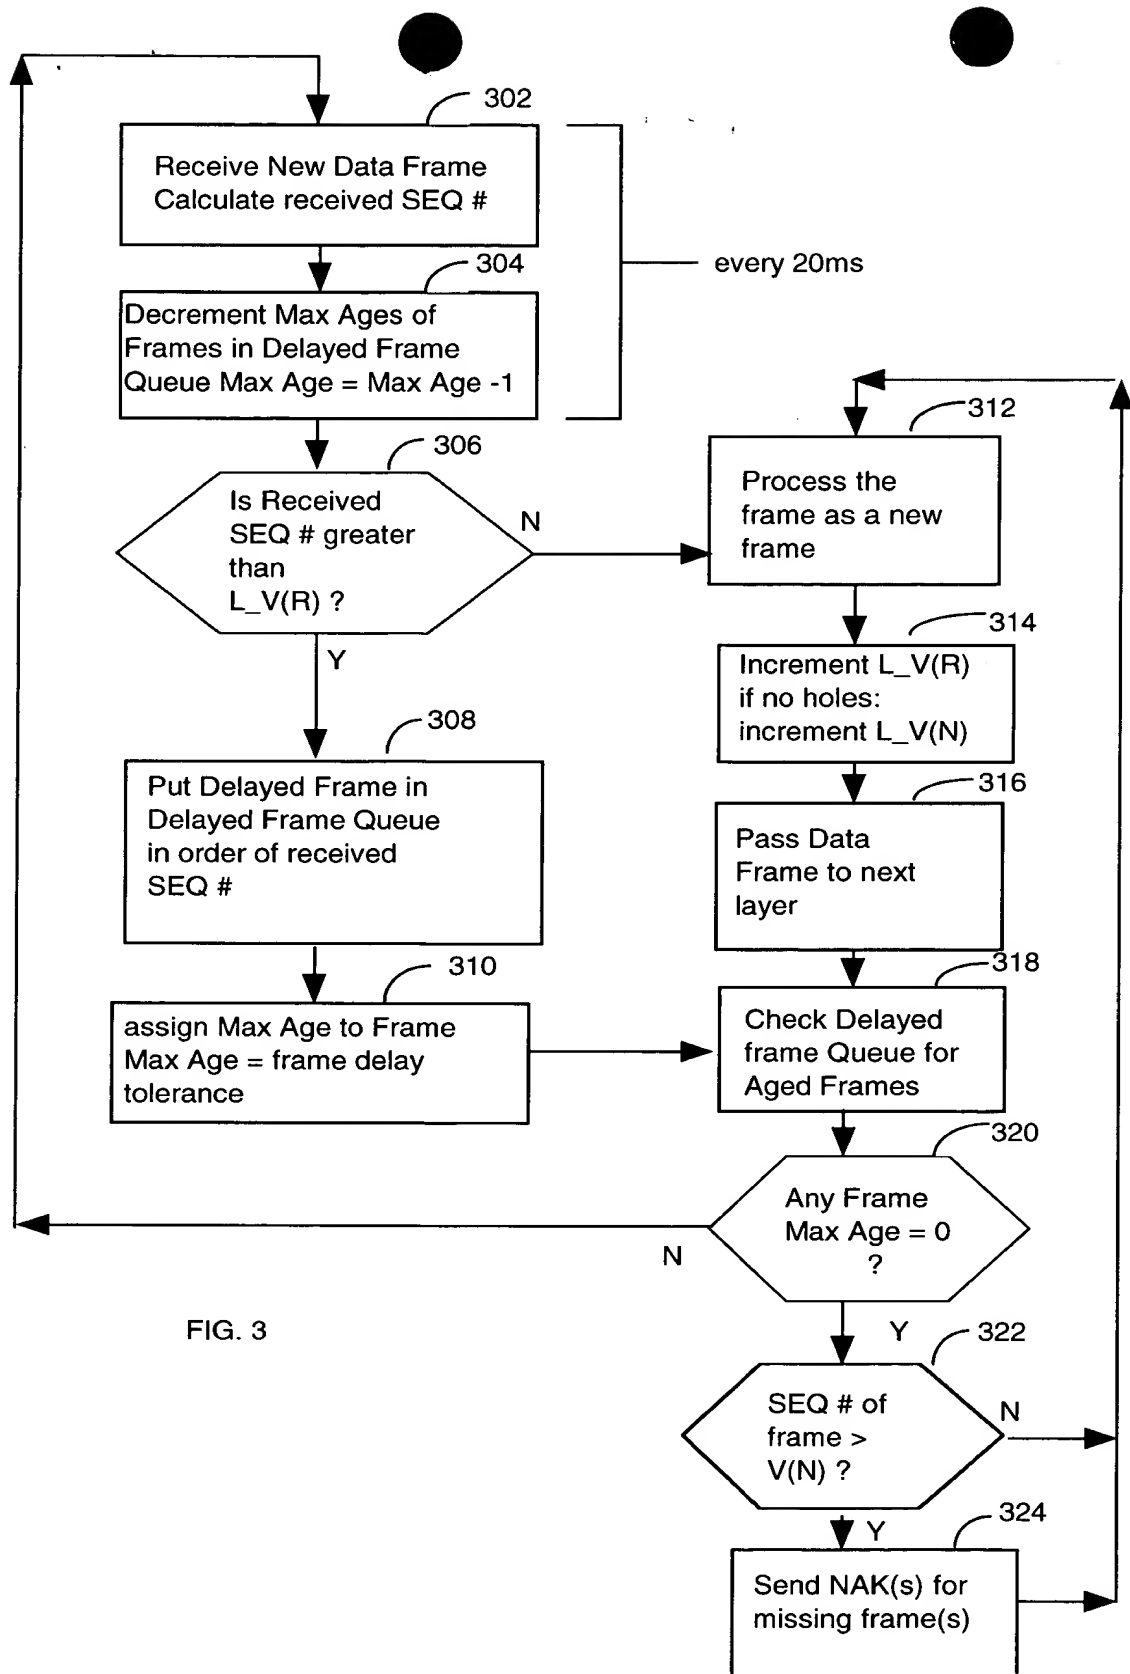 302
Receive New Data Frame
Calculate received SEQ #
every 20ms
304
Decrement Max Ages of
Frames in Delayed Frame
Queue Max Age = Max Age -1
306
Is Received
SEQ # greater
than
L_V(R) ?
N
Y
308
Put Delayed Frame in
Delayed Frame Queue
in order of received
SEQ #
310
assign Max Age to Frame
Max Age = frame delay
tolerance
312
Process the
frame as a new
frame
314
Increment L_V(R)
if no holes:
increment L_V(N)
316
Pass Data
Frame to next
layer
318
Check Delayed
frame Queue for
Aged Frames
320
Any Frame
Max Age = 0
?
N
Y
322
SEQ # of
frame >
V(N) ?
N
Y
324
Send NAK(s) for
missing frame(s)
FIG. 3